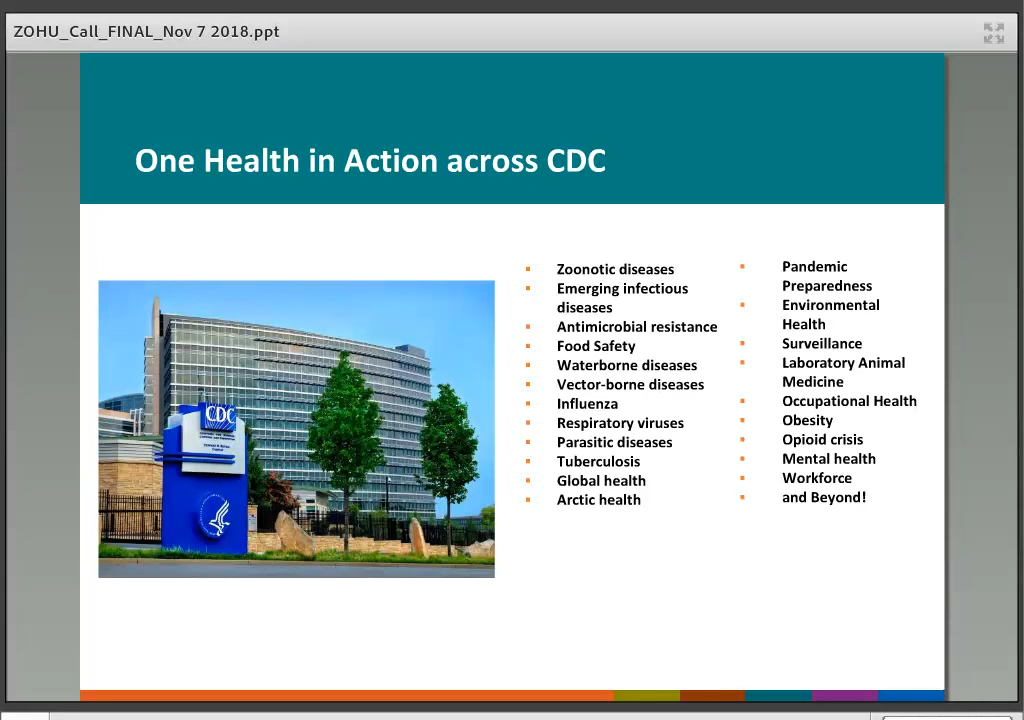 ZOHU_Call_FINAL_Nov 7 2018.ppt
One Health in Action across CDC
CDC
Zoonotic diseases
Emerging infectious
diseases
Antimicrobial resistance
Food Safety
Waterborne diseases
Vector-borne diseases
Influenza
Respiratory viruses
Parasitic diseases
Tuberculosis
Global health
Arctic health
Pandemic
Preparedness
Environmental
Health
Surveillance
Laboratory Animal
Medicine
Occupational Health
Obesity
Opioid crisis
Mental health
Workforce
and Beyond!